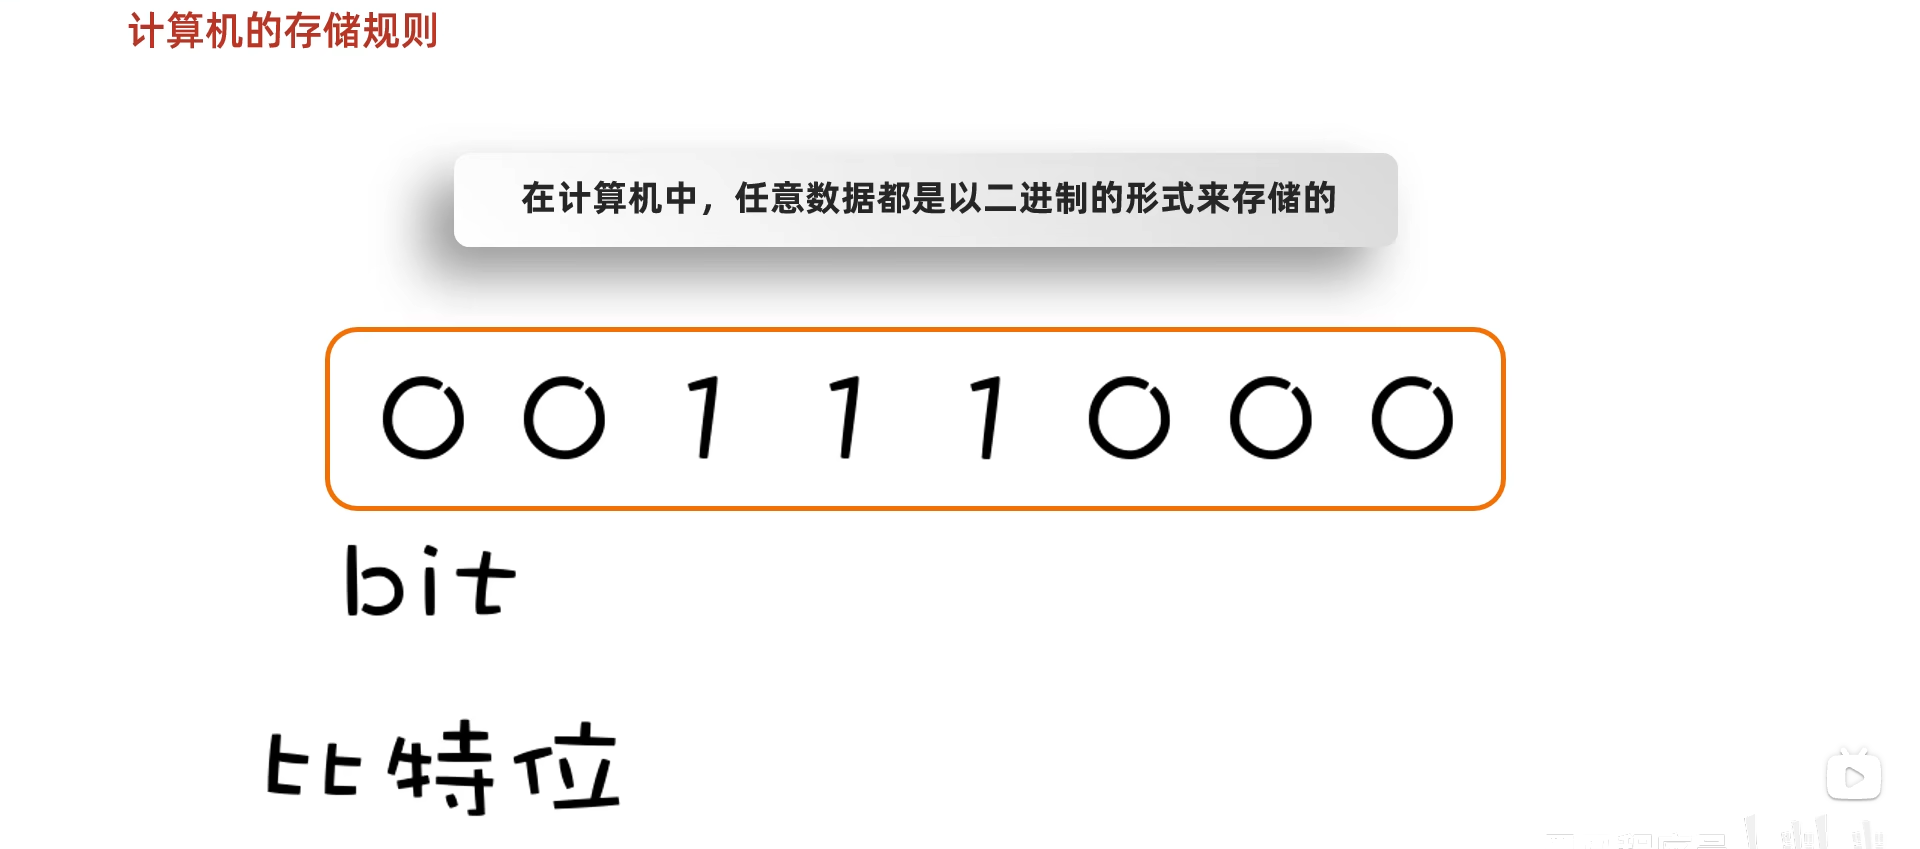 计算机的存储规则
在计算机中，任意数据都是以二进制的形式来存储的
0 0 1 1 1 0 0 0
bit
比特位